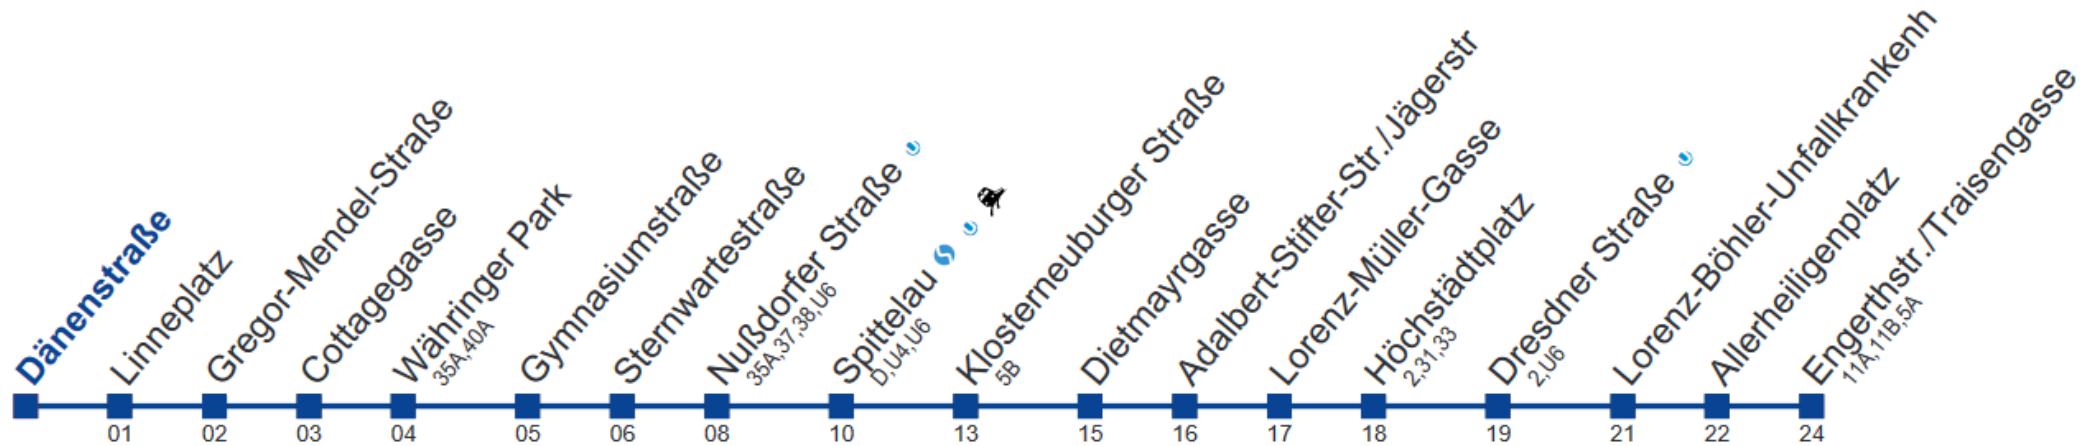 Dänenstraße
Linneplatz
Gregor-Mendel-Straße
Cottagegasse
Währinger Park
35A,40A
Gymnasiumstraße
Sternwartestraße
Nußdorfer Straße
35A,37,38,U6
Spittelau
D,U4,U6
Klosterneuburger Straße
5B
Dietmayrgasse
Adalbert-Stifter-Str./Jägerstr
Lorenz-Müller-Gasse
Höchstädtplatz
2,31,33
Dresdner Straße
2,U6
Lorenz-Böhler-Unfallkrankenh
Allerheiligenplatz
Engerthstr./Traisengasse
11A,11B,5A
01 02 03 04 05 06 08 10 13 15 16 17 18 19 21 22 24